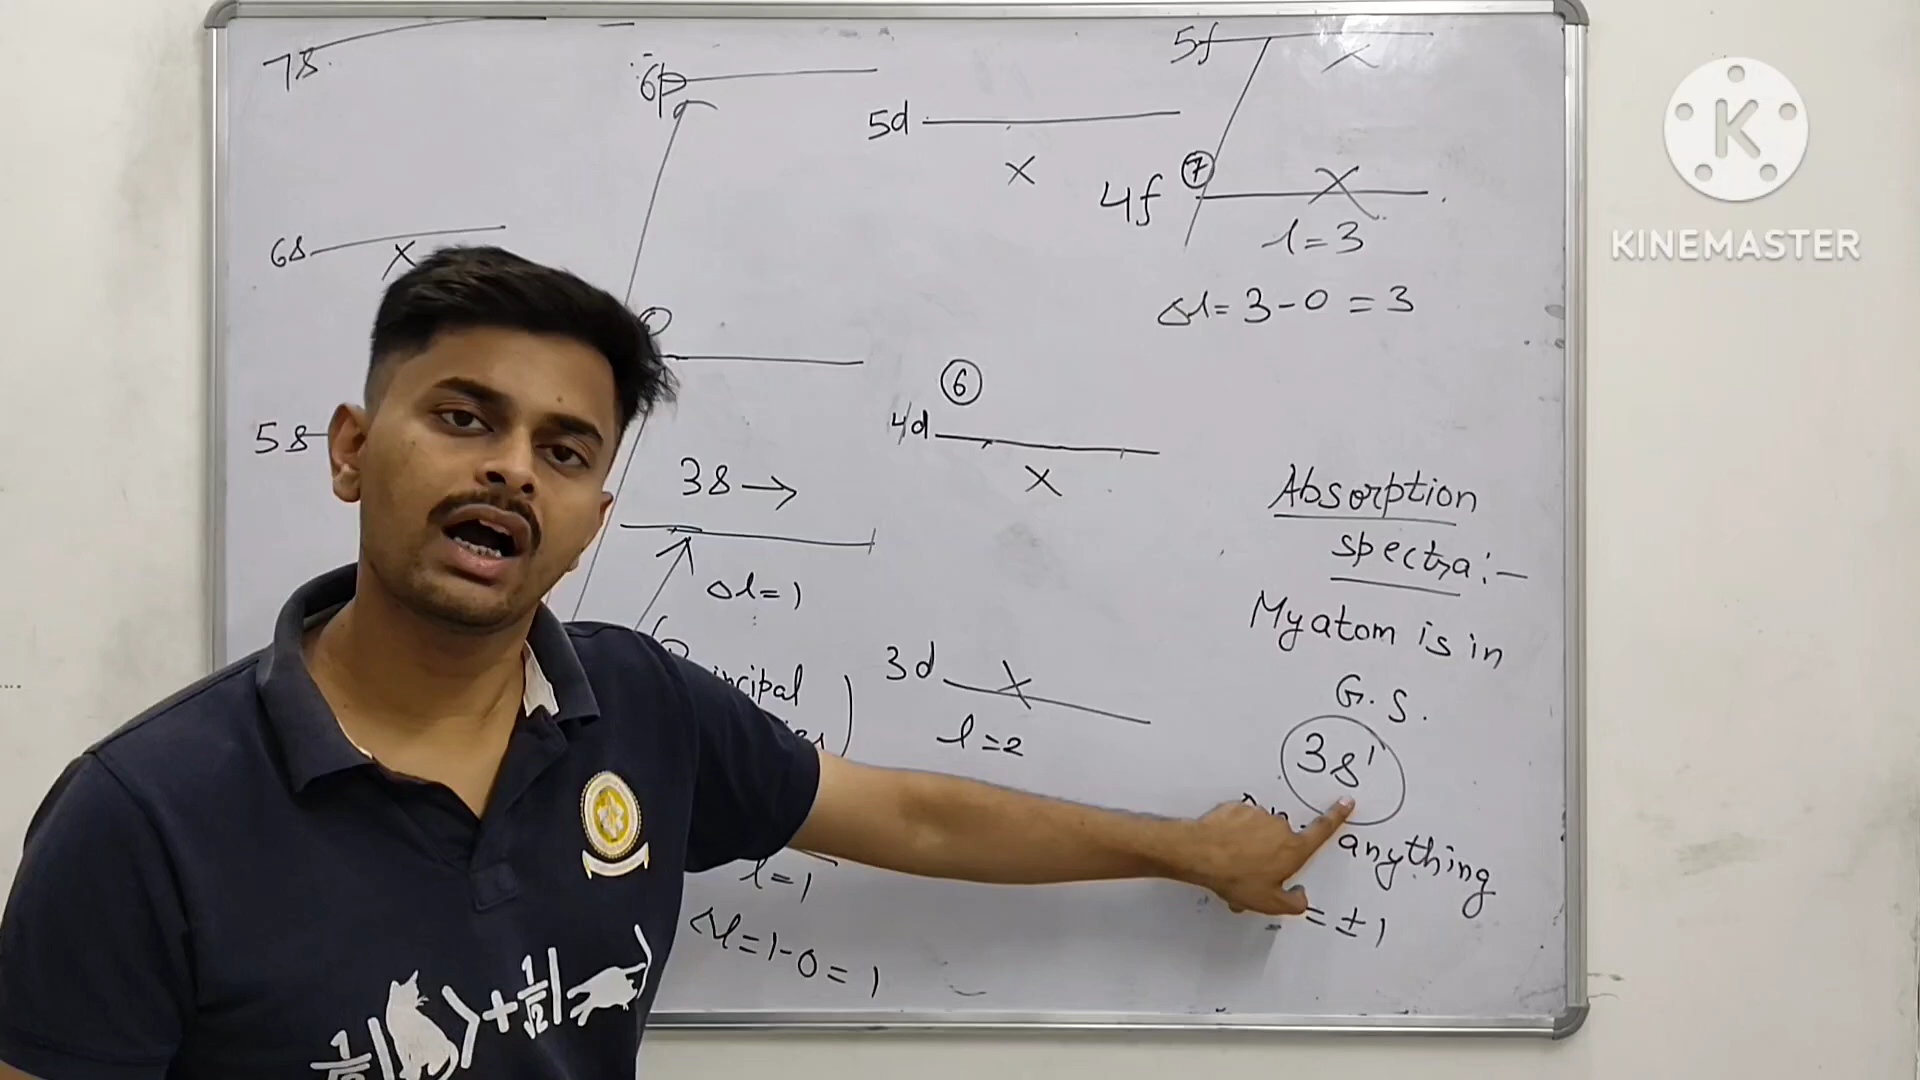 7s
6p
5d
5f
X
X
4f
7
X
l=3
Δl=3-0=3
6s
X
6
4d
X
5s
3s→
Δl=1
3d
X
l=2
l=1
Δl=1-0=1
Absorption
spectra:-
My atom is in
G.S.
3s¹
anything
=±1
KINEMASTER
K